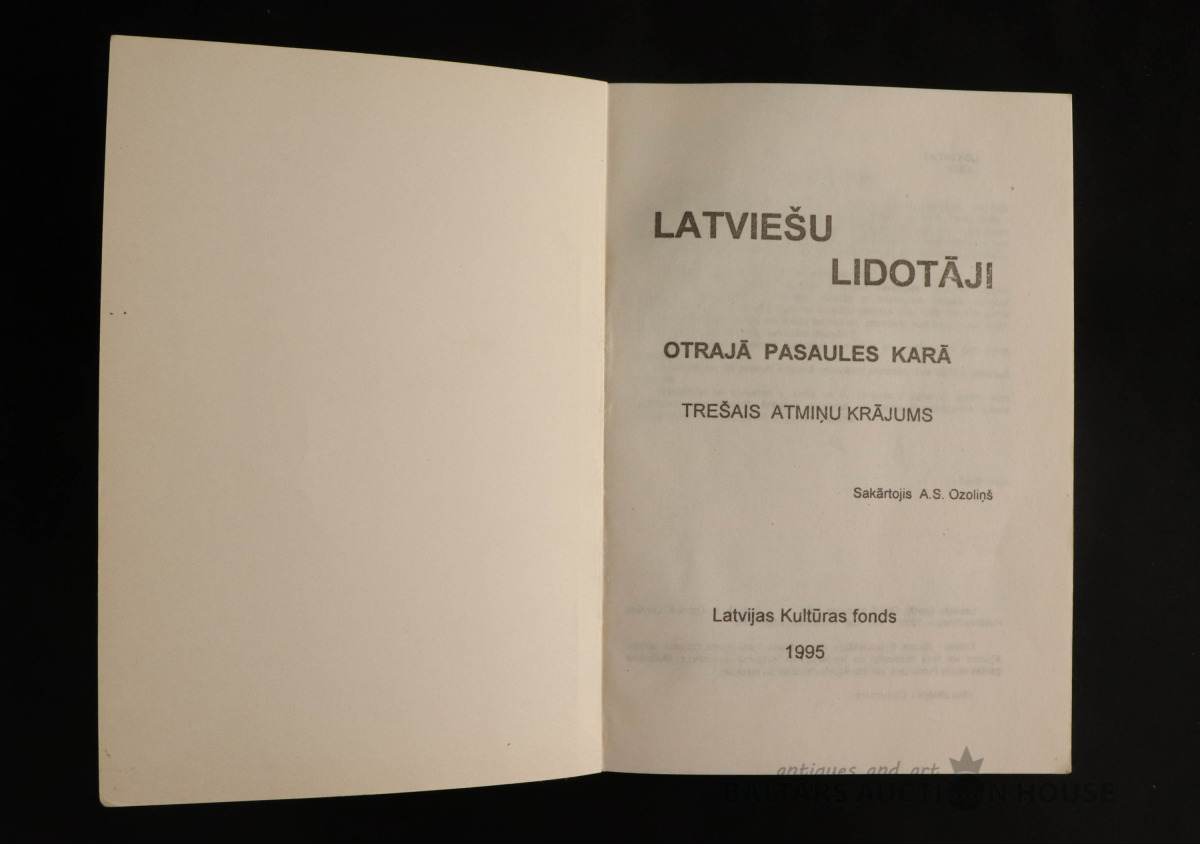 LATVIEŠU
LIDOTĀJI
OTRAJĀ PASAULES KARĀ
TREŠAIS ATMIŅU KRĀJUMS
Sakārtojis A.S. Ozoliņš
Latvijas Kultūras fonds
1995
antiques and art
BALTARS AUCTION HOUSE